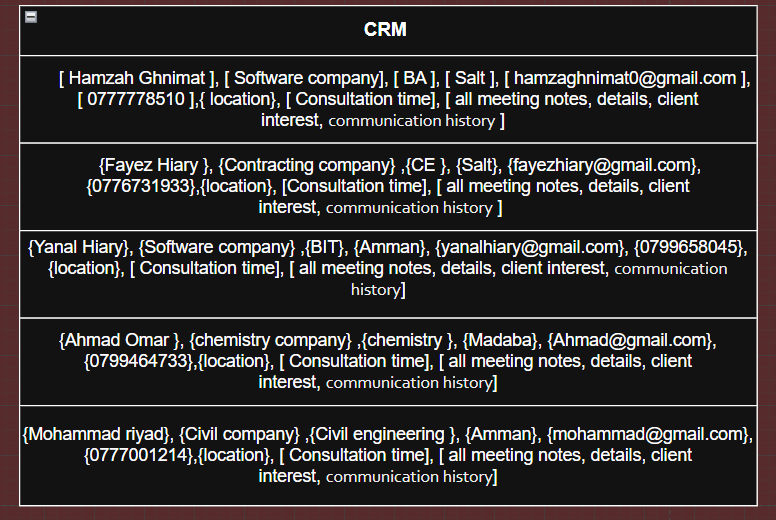 CRM
[ Hamzah Ghnimat ], [ Software company], [ BA ], [ Salt ], [ hamzaghnimat0@gmail.com ],
[ 0777778510 ],{ location}, [ Consultation time], [ all meeting notes, details, client
interest, communication history ]
{Fayez Hiary }, {Contracting company} ,{CE }, {Salt}, {fayezhiary@gmail.com},
{0776731933},{location}, [Consultation time], [ all meeting notes, details, client
interest, communication history ]
{Yanal Hiary}, {Software company} ,{BIT}, {Amman}, {yanalhiary@gmail.com}, {0799658045},
{location}, [ Consultation time], [ all meeting notes, details, client interest, communication
history]
{Ahmad Omar }, {chemistry company} ,{chemistry }, {Madaba}, {Ahmad@gmail.com},
{0799464733},{location}, [ Consultation time], [ all meeting notes, details, client
interest, communication history]
{Mohammad riyad}, {Civil company} ,{Civil engineering }, {Amman}, {mohammad@gmail.com},
{0777001214},{location}, [ Consultation time], [ all meeting notes, details, client
interest, communication history]